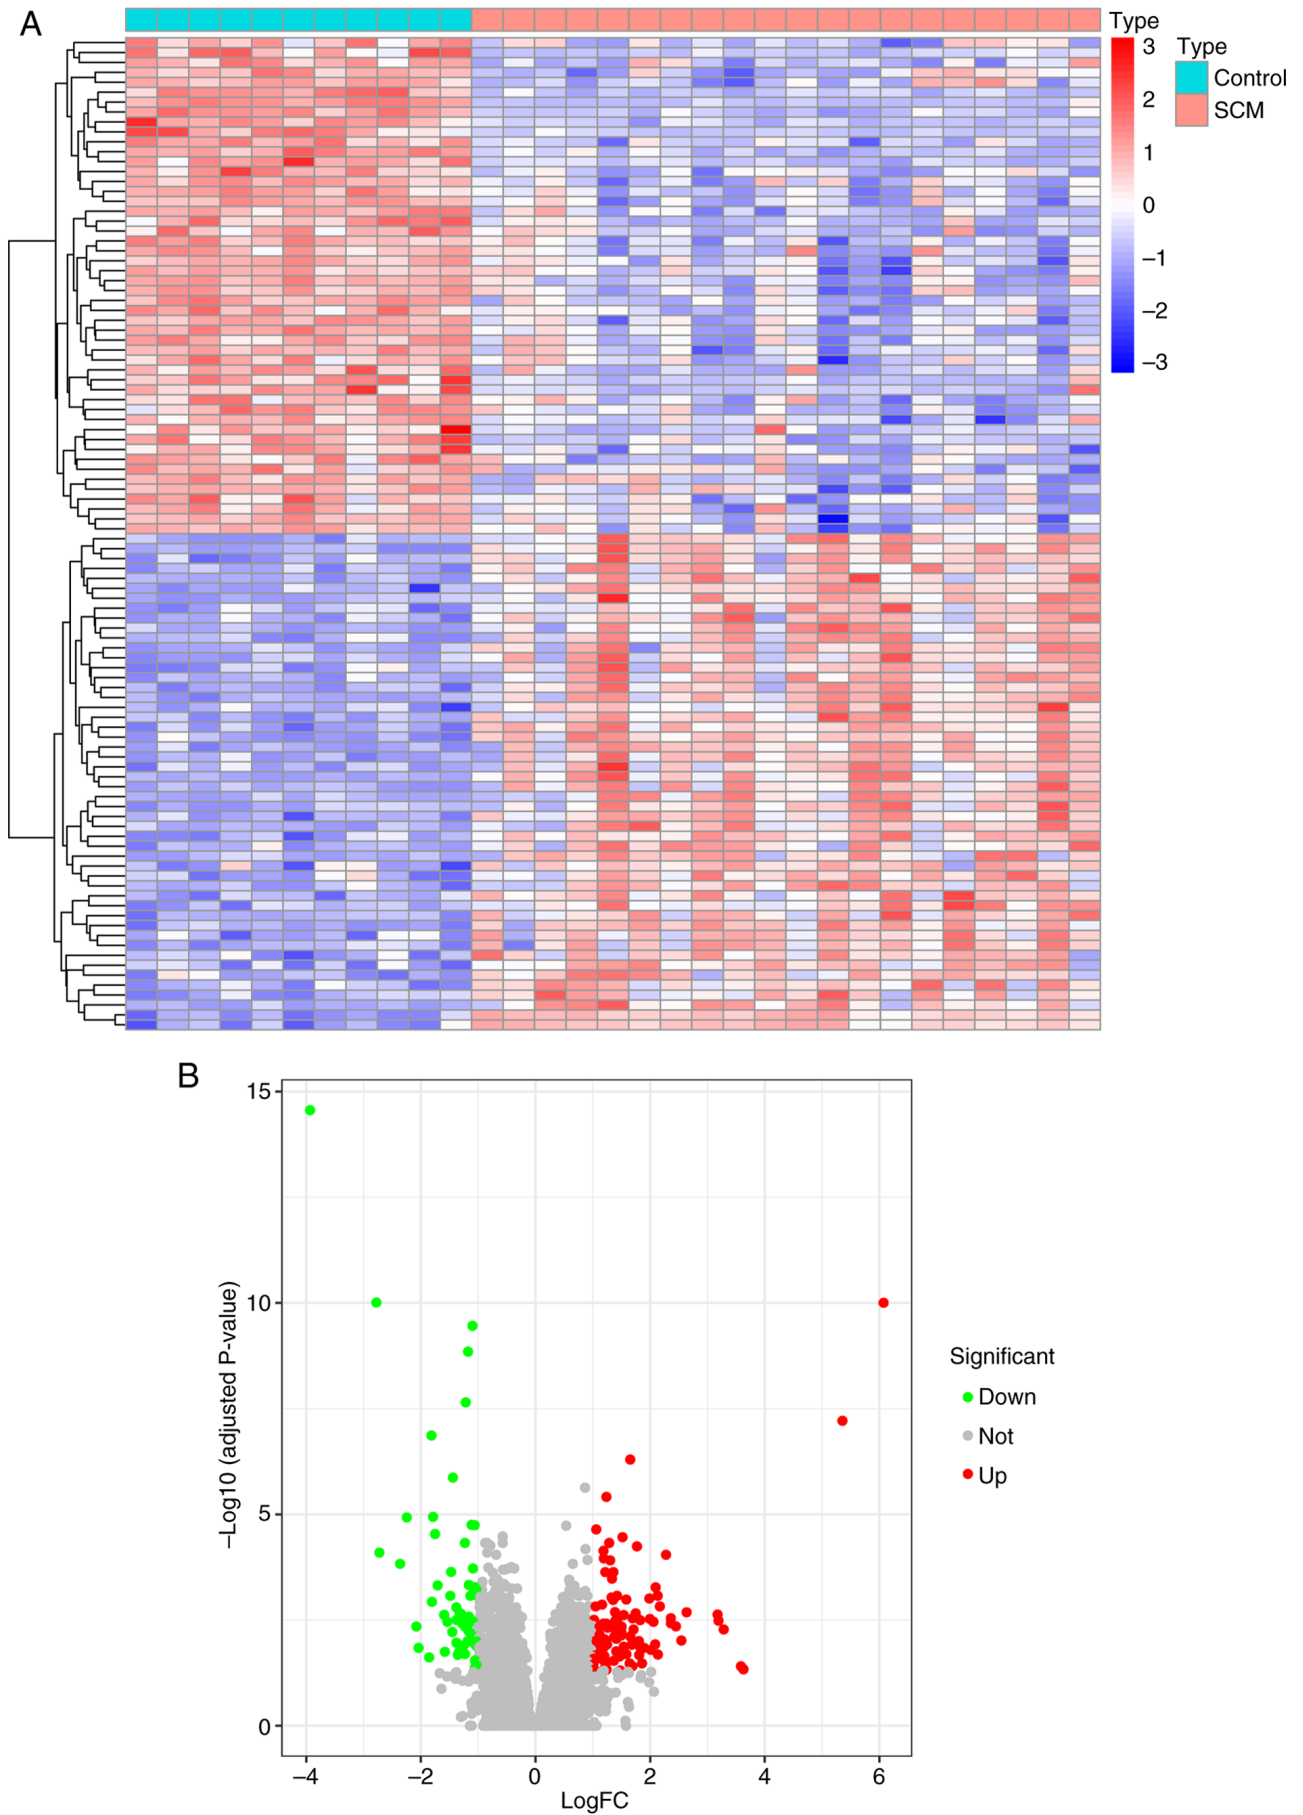 A
Type
3
2
1
0
−1
−2
−3
Type
Control
SCM
B
15
10
5
0
−Log10 (adjusted P-value)
−4
−2
0
2
4
6
LogFC
Significant
Down
Not
Up